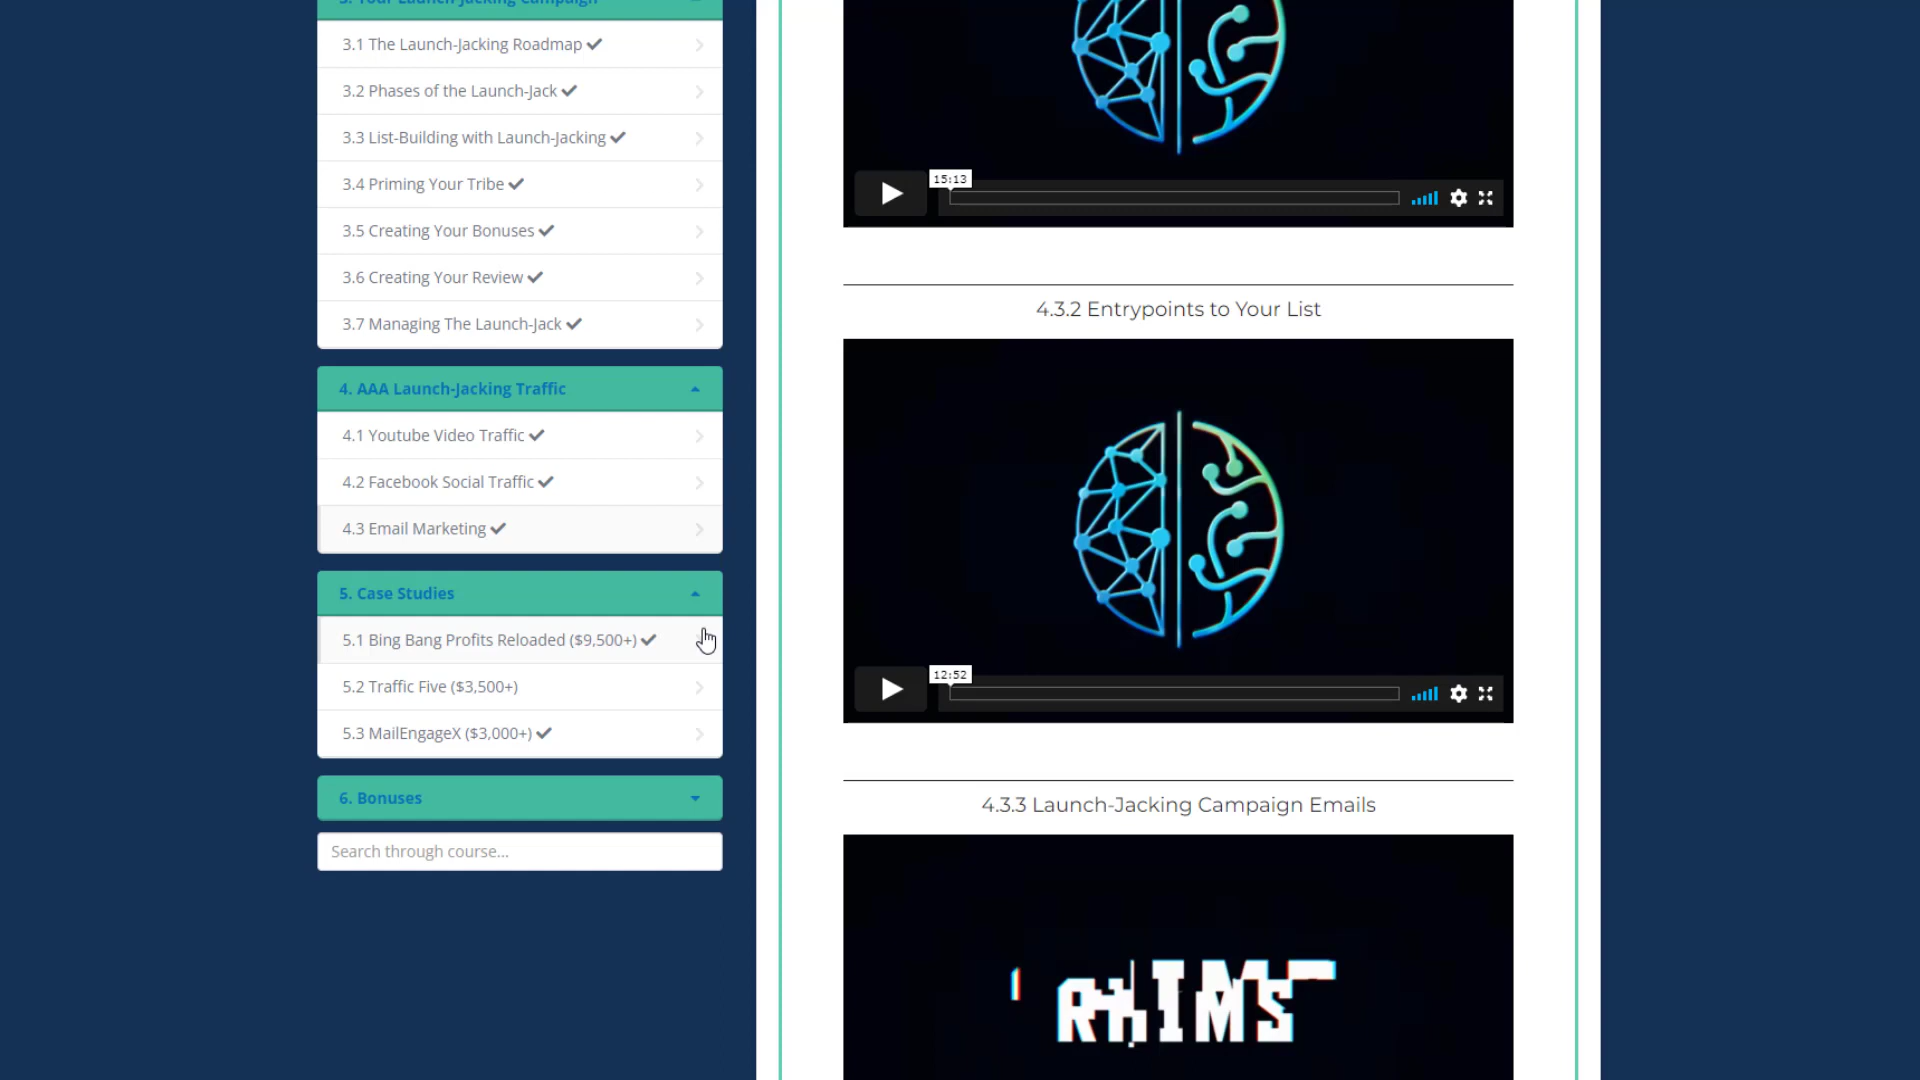 3. Your Launch-Jacking Campaign
3.1 The Launch-Jacking Roadmap
3.2 Phases of the Launch-Jack
3.3 List-Building with Launch-Jacking
3.4 Priming Your Tribe
3.5 Creating Your Bonuses
3.6 Creating Your Review
3.7 Managing The Launch-Jack
4. AAA Launch-Jacking Traffic
4.1 Youtube Video Traffic
4.2 Facebook Social Traffic
4.3 Email Marketing
5. Case Studies
5.1 Bing Bang Profits Reloaded ($9,500+)
5.2 Traffic Five ($3,500+)
5.3 MailEngageX ($3,000+)
6. Bonuses
Search through course...
15:13
4.3.2 Entrypoints to Your List
12:52
4.3.3 Launch-Jacking Campaign Emails